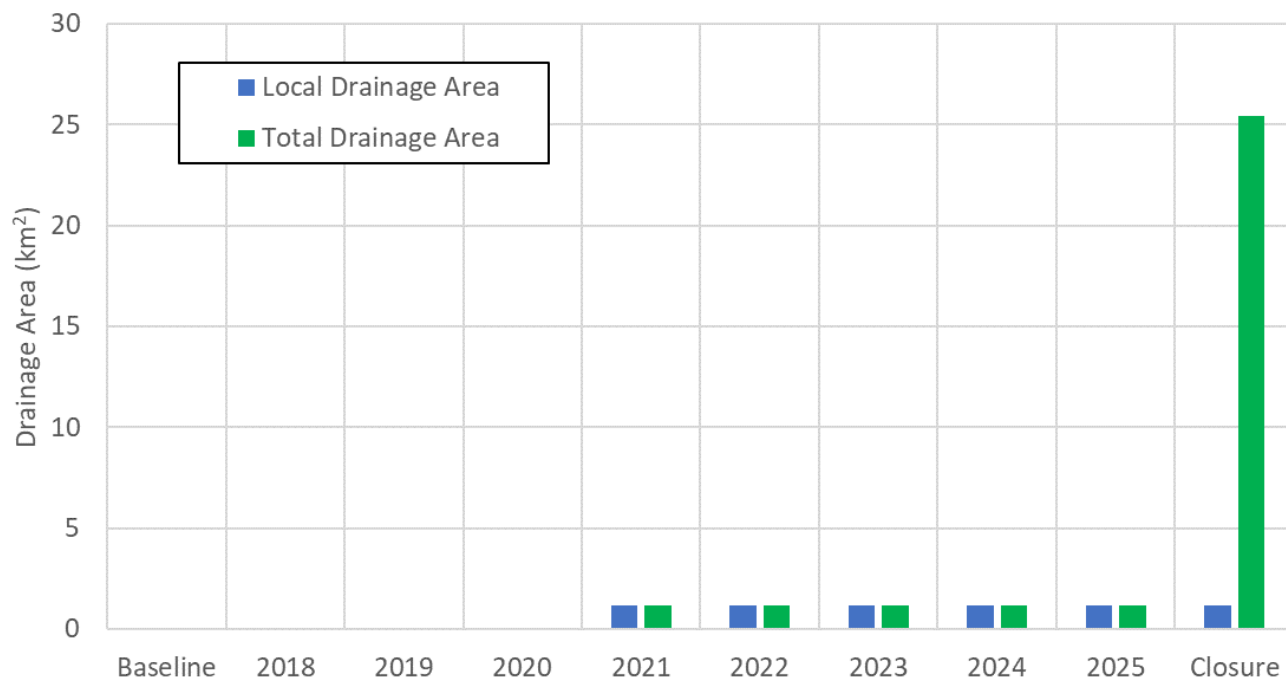 30
25
20
15
10
5
0
Drainage Area (km²)
Local Drainage Area
Total Drainage Area
Baseline 2018 2019 2020 2021 2022 2023 2024 2025 Closure